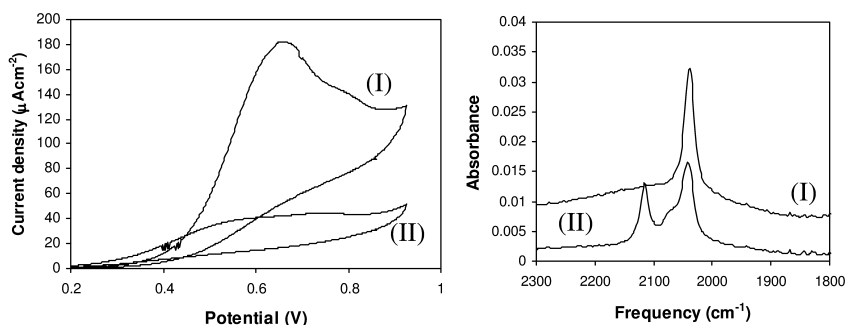 Current density (μAcm⁻²)
200
180
160
140
120
100
80
60
40
20
0
0.2 0.4 0.6 0.8 1
Potential (V)
(I)
(II)
Absorbance
0.04
0.035
0.03
0.025
0.02
0.015
0.01
0.005
0
2300 2200 2100 2000 1900 1800
Frequency (cm⁻¹)
(I)
(II)